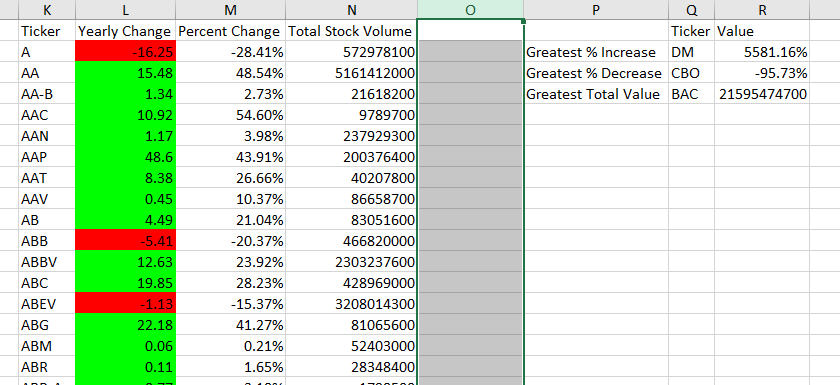 K L M N O P Q R
Ticker Yearly Change Percent Change Total Stock Volume Ticker Value
A -16.25 -28.41% 572978100 Greatest % Increase DM 5581.16%
AA 15.48 48.54% 5161412000 Greatest % Decrease CBO -95.73%
AA-B 1.34 2.73% 21618200 Greatest Total Value BAC 21595474700
AAC 10.92 54.60% 9789700
AAN 1.17 3.98% 237929300
AAP 48.6 43.91% 200376400
AAT 8.38 26.66% 40207800
AAV 0.45 10.37% 86658700
AB 4.49 21.04% 83051600
ABB -5.41 -20.37% 466820000
ABBV 12.63 23.92% 2303237600
ABC 19.85 28.23% 428969000
ABEV -1.13 -15.37% 3208014300
ABG 22.18 41.27% 81065600
ABM 0.06 0.21% 52403000
ABR 0.11 1.65% 28348400